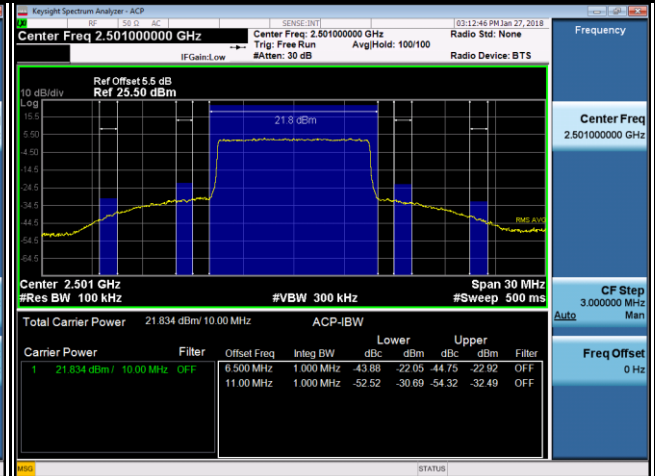 Keysight Spectrum Analyzer - ACP
RF 50 Ω AC SENSE:INT 03:12:46 PM Jan 27, 2018
Center Freq 2.501000000 GHz
Center Freq: 2.501000000 GHz
Radio Std: None
Trig: Free Run Avg|Hold: 100/100
IFGain:Low #Atten: 30 dB Radio Device: BTS
Frequency
Ref Offset 5.5 dB
10 dB/div Ref 25.50 dBm
Log
15.5
5.50
-4.50
-14.5
-24.5
-34.5
-44.5
-54.5
-64.5
21.8 dBm
RMS AVG
Center 2.501 GHz Span 30 MHz
#Res BW 100 kHz #VBW 300 kHz #Sweep 500 ms
Total Carrier Power 21.834 dBm/ 10.00 MHz ACP-IBW
Lower Upper
Carrier Power Filter Offset Freq Integ BW dBc dBm dBc dBm Filter
1 21.834 dBm / 10.00 MHz OFF 6.500 MHz 1.000 MHz -43.88 -22.05 -44.75 -22.92 OFF
11.00 MHz 1.000 MHz -52.52 -30.69 -54.32 -32.49 OFF
Center Freq
2.501000000 GHz
CF Step
3.000000 MHz
Auto Man
Freq Offset
0 Hz
MSG STATUS